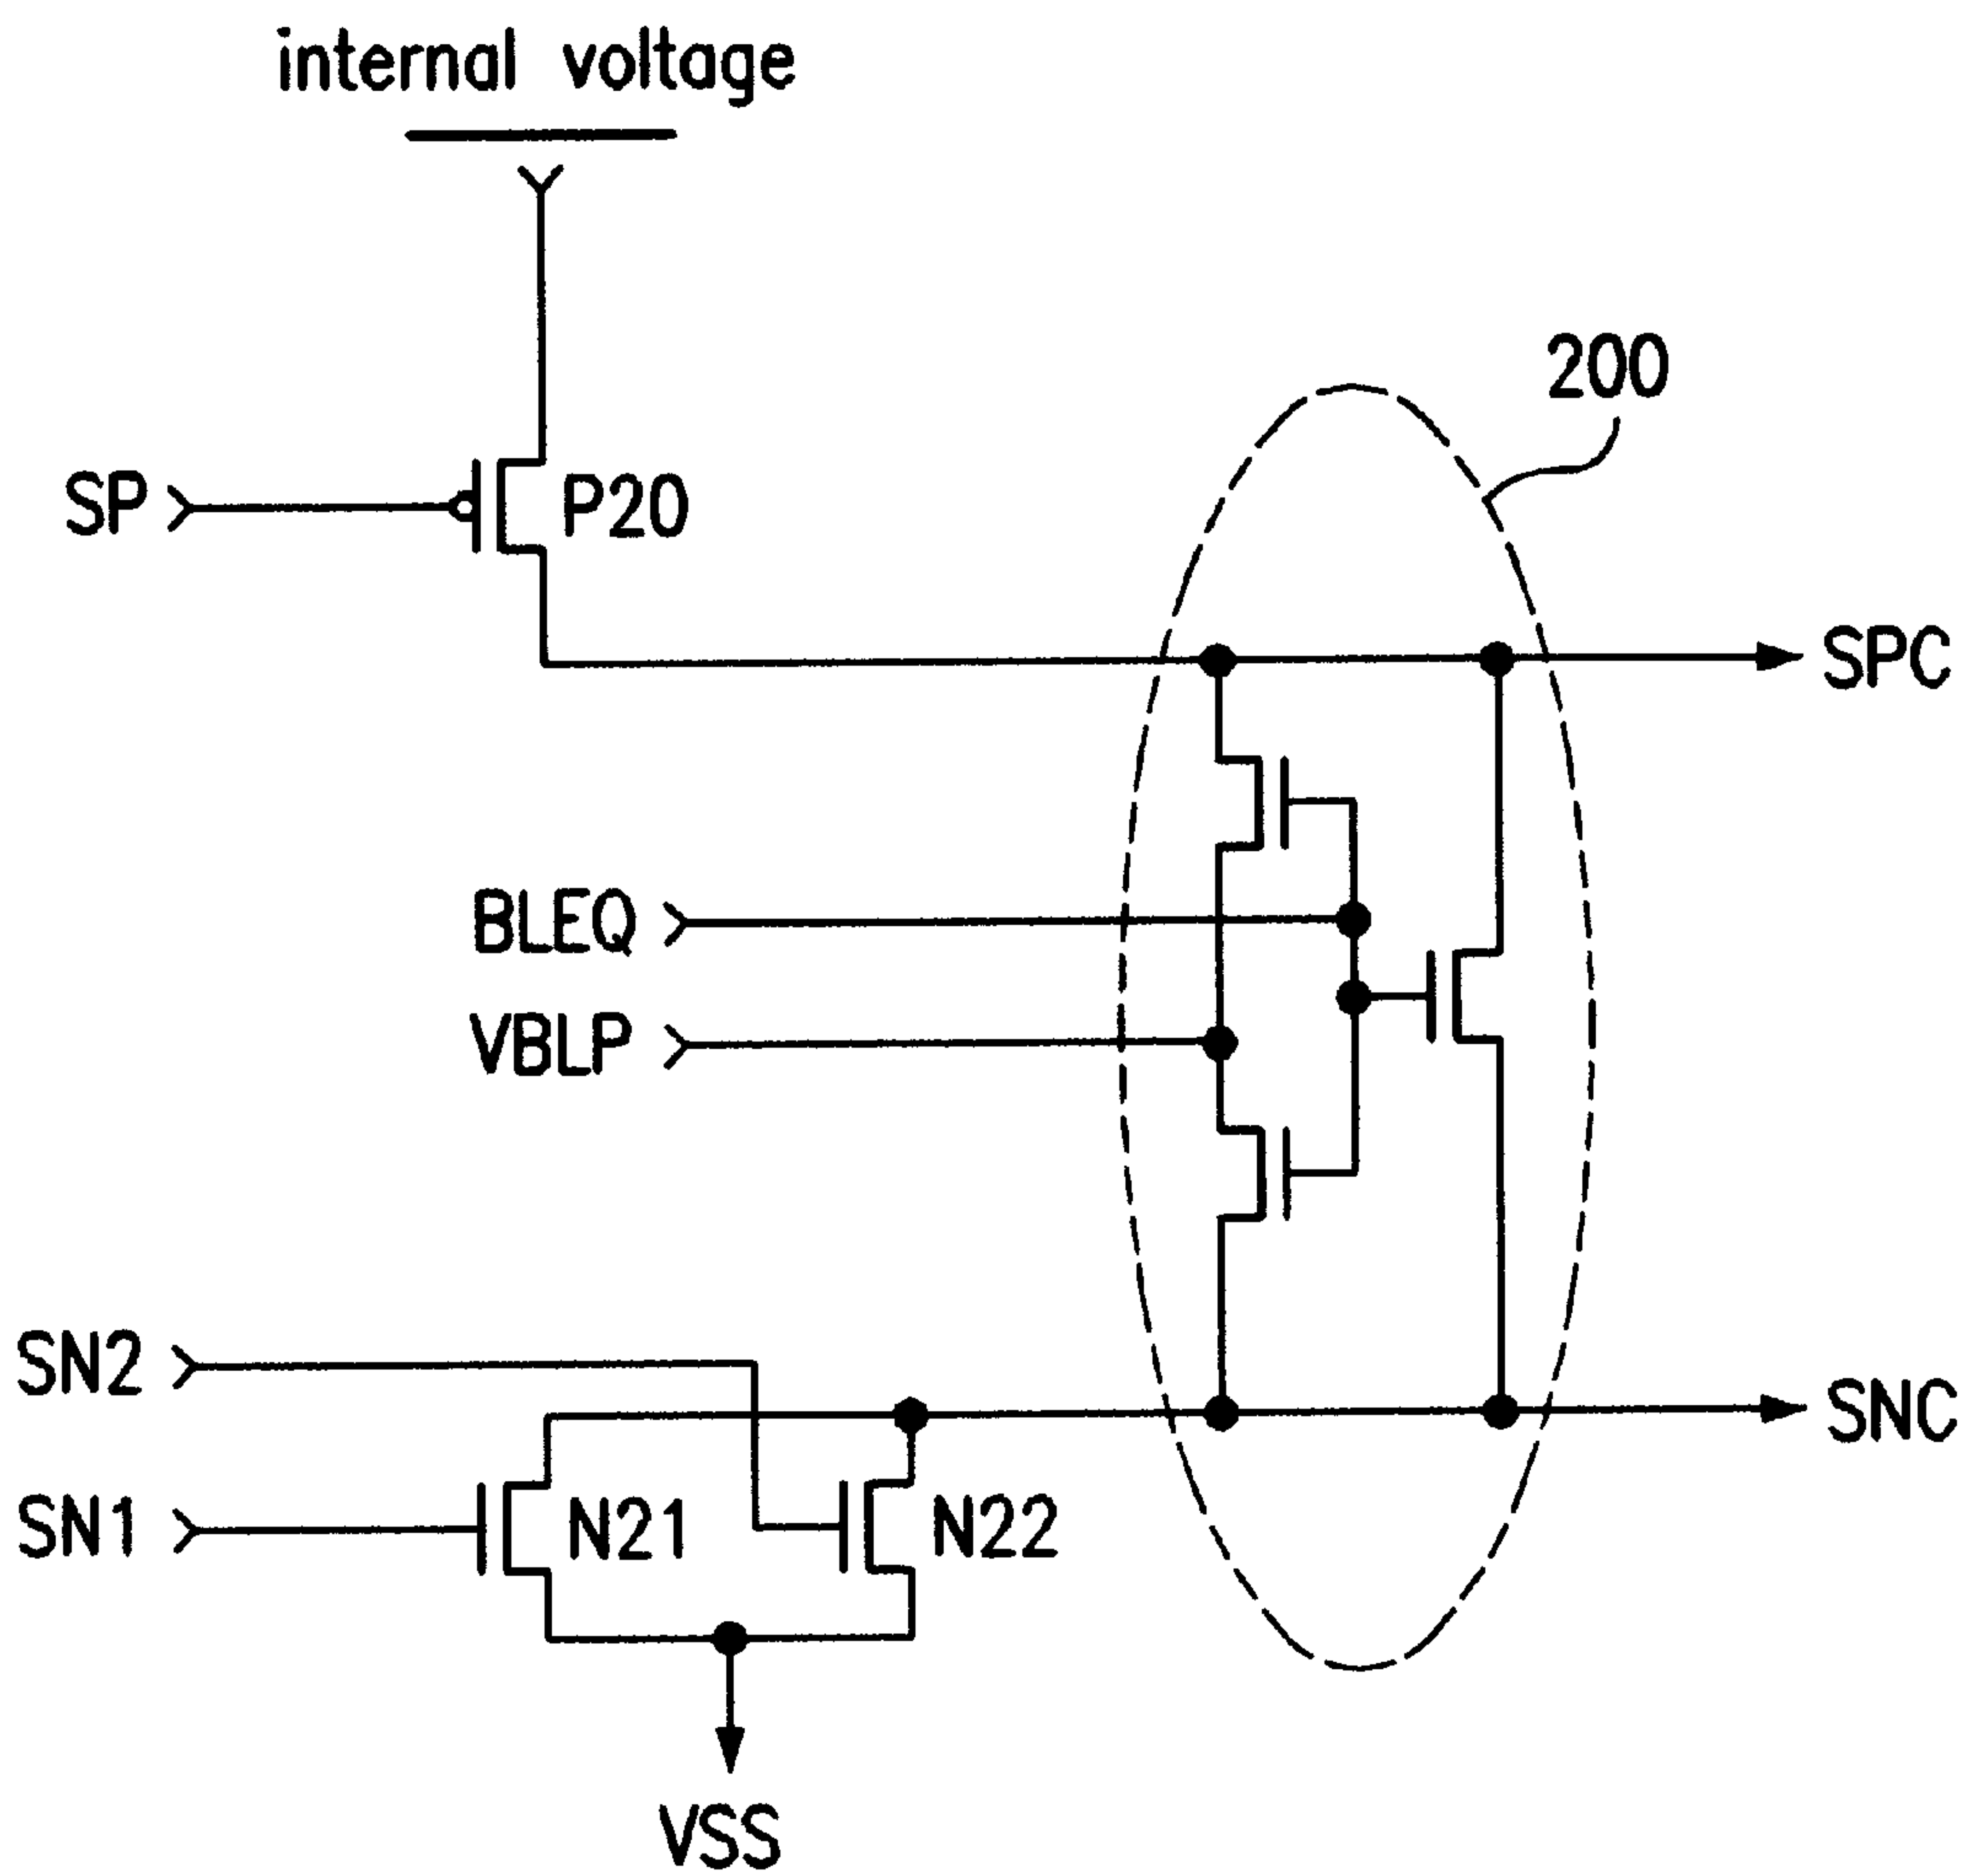 internal voltage
200
SP
P20
SPC
BLEQ
VBLP
SN2
SNC
SN1
N21
N22
VSS